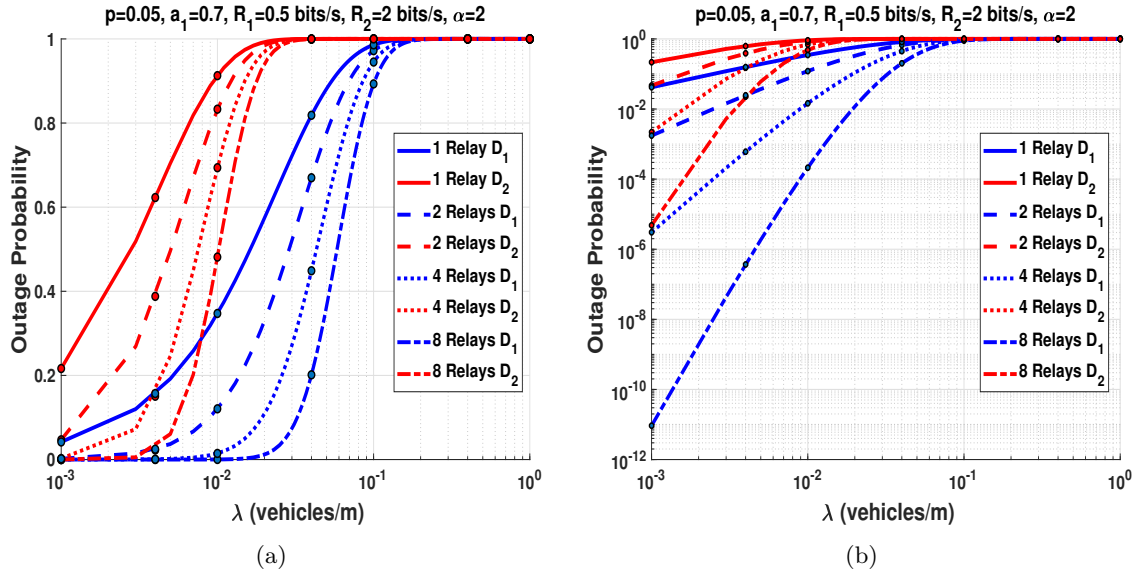 p=0.05, a₁=0.7, R₁=0.5 bits/s, R₂=2 bits/s, α=2
1
0.8
0.6
0.4
0.2
0
Outage Probability
10⁻³
10⁻²
10⁻¹
10⁰
λ (vehicles/m)
1 Relay D₁
1 Relay D₂
2 Relays D₁
2 Relays D₂
4 Relays D₁
4 Relays D₂
8 Relays D₁
8 Relays D₂
(a)
p=0.05, a₁=0.7, R₁=0.5 bits/s, R₂=2 bits/s, α=2
10⁰
10⁻²
10⁻⁴
10⁻⁶
10⁻⁸
10⁻¹⁰
10⁻¹²
Outage Probability
10⁻³
10⁻²
10⁻¹
10⁰
λ (vehicles/m)
1 Relay D₁
1 Relay D₂
2 Relays D₁
2 Relays D₂
4 Relays D₁
4 Relays D₂
8 Relays D₁
8 Relays D₂
(b)